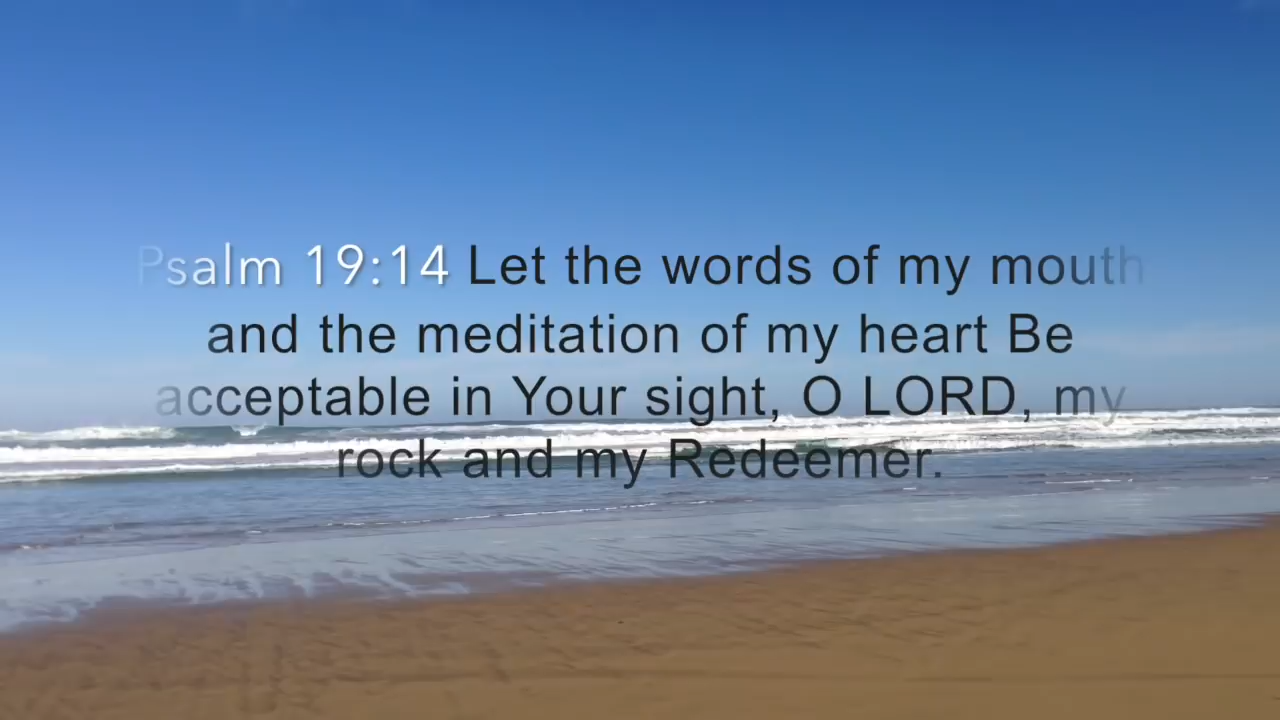 Psalm 19:14 Let the words of my mouth
and the meditation of my heart Be
acceptable in Your sight, O LORD, my
rock and my Redeemer.